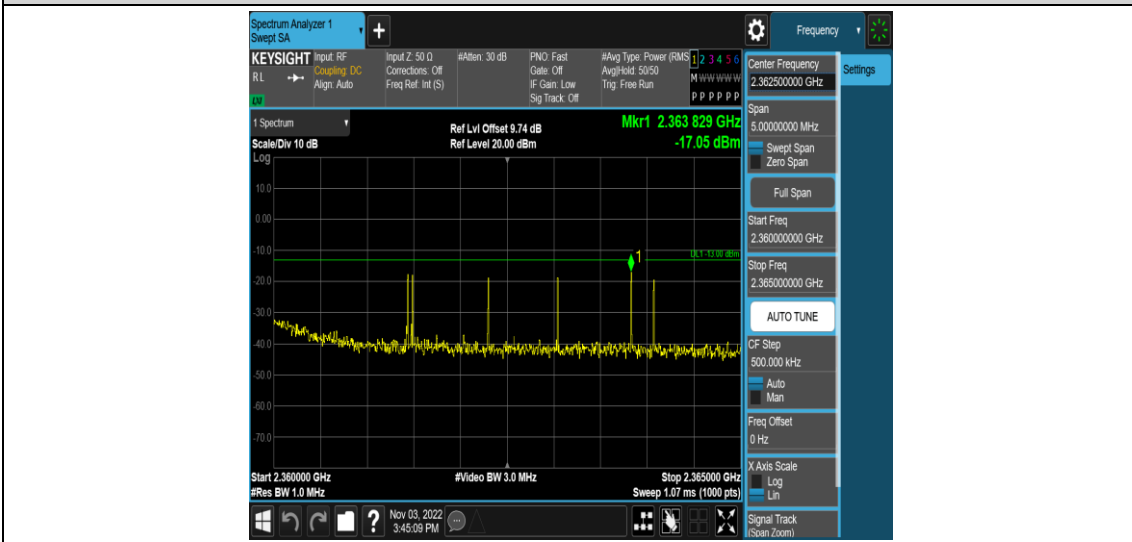 Spectrum Analyzer 1
Swept SA
+
Frequency
KEYSIGHT
RL
LXI
Input: RF
Coupling: DC
Align: Auto
Input Z: 50 Ω
Corrections: Off
Freq Ref: Int (S)
#Atten: 30 dB
PNO: Fast
Gate: Off
IF Gain: Low
Sig Track: Off
#Avg Type: Power (RMS
Avg|Hold: 50/50
Trig: Free Run
1 2 3 4 5 6
M W W W W W
P P P P P P
1 Spectrum
Scale/Div 10 dB
Log
Ref Lvl Offset 9.74 dB
Ref Level 20.00 dBm
Mkr1 2.363 829 GHz
-17.05 dBm
10.0
0.00
-10.0
-20.0
-30.0
-40.0
-50.0
-60.0
-70.0
DL1 -13.00 dBm
1
Start 2.360000 GHz
#Res BW 1.0 MHz
#Video BW 3.0 MHz
Stop 2.365000 GHz
Sweep 1.07 ms (1000 pts)
?
Nov 03, 2022
3:45:09 PM
Center Frequency
2.362500000 GHz
Settings
Span
5.00000000 MHz
Swept Span
Zero Span
Full Span
Start Freq
2.360000000 GHz
Stop Freq
2.365000000 GHz
AUTO TUNE
CF Step
500.000 kHz
Auto
Man
Freq Offset
0 Hz
X Axis Scale
Log
Lin
Signal Track
(Span Zoom)